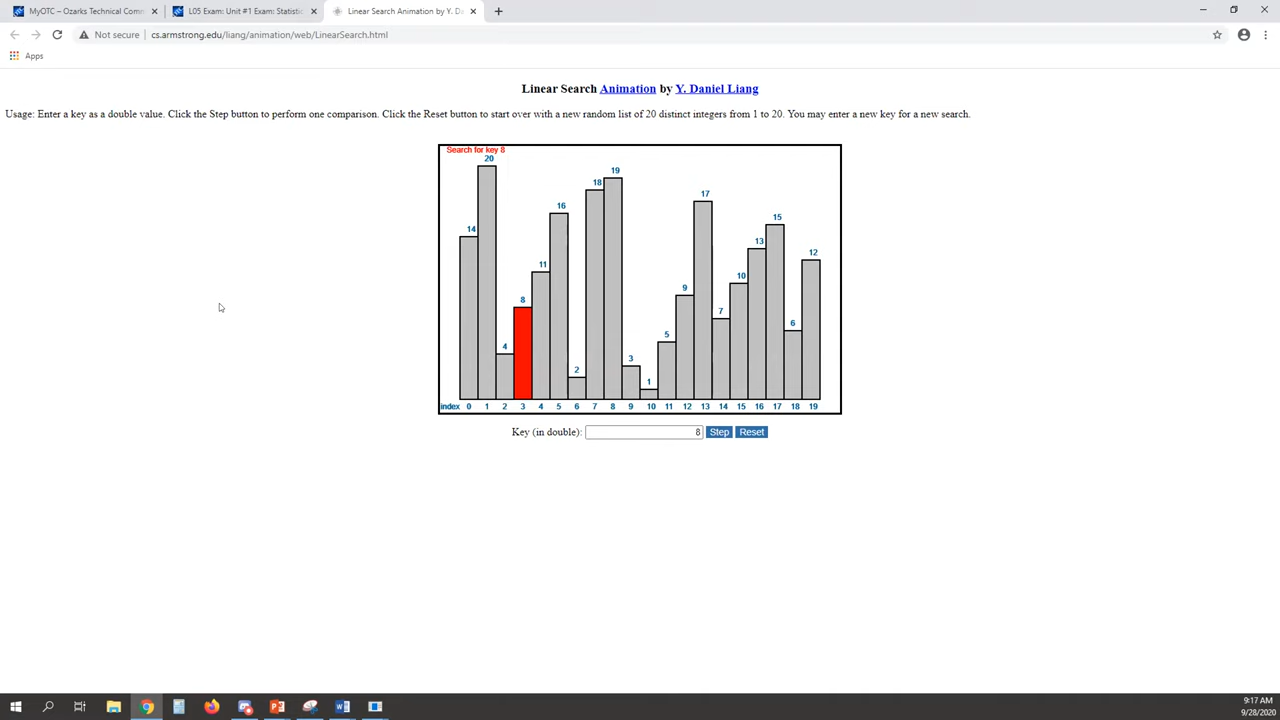 MyOTC – Ozarks Technical Com
L05 Exam: Unit #1 Exam: Statistic
Linear Search Animation by Y. Da
Not secure
cs.armstrong.edu/liang/animation/web/LinearSearch.html
Apps
Linear Search Animation by Y. Daniel Liang
Usage: Enter a key as a double value. Click the Step button to perform one comparison. Click the Reset button to start over with a new random list of 20 distinct integers from 1 to 20. You may enter a new key for a new search.
Search for key 8
14 20 4 8 11 16 2 18 19 3 1 5 9 17 7 10 13 15 6 12
index 0 1 2 3 4 5 6 7 8 9 10 11 12 13 14 15 16 17 18 19
Key (in double): 8 Step Reset
9:17 AM
9/28/2020